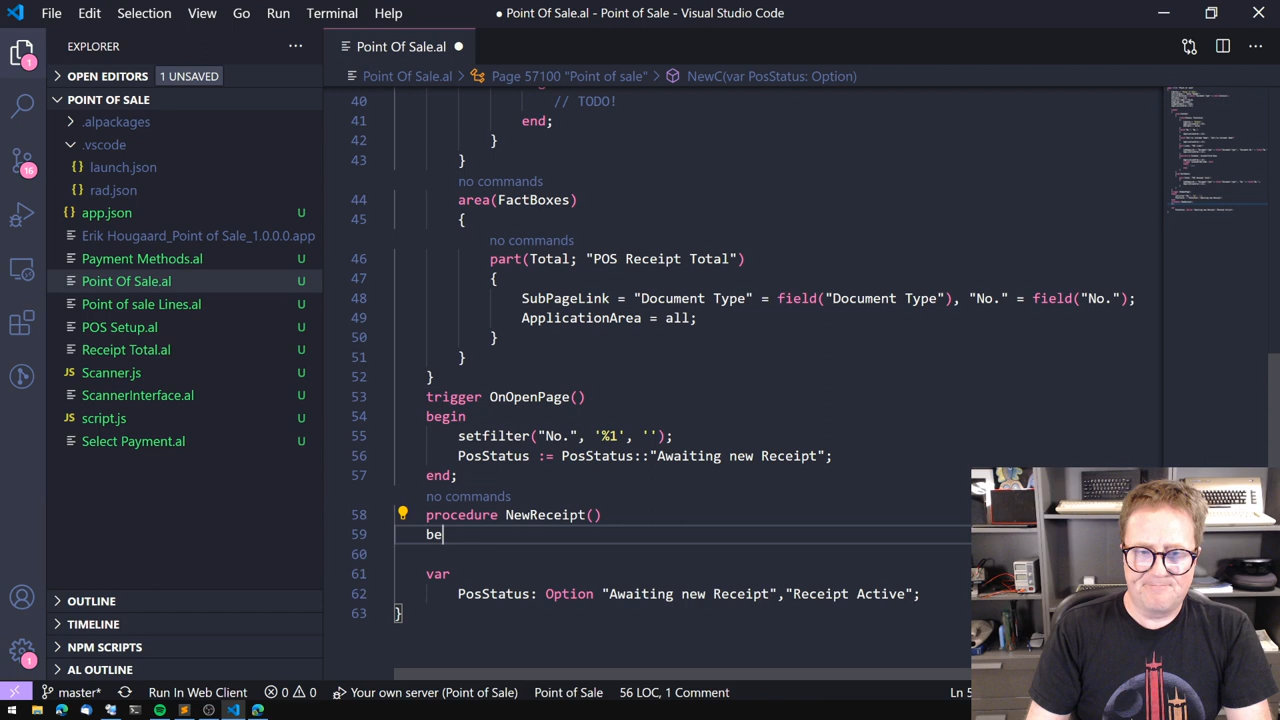 File Edit Selection View Go Run Terminal Help
● Point Of Sale.al - Point of Sale - Visual Studio Code
EXPLORER
OPEN EDITORS 1 UNSAVED
POINT OF SALE
.alpackages
.vscode
{} launch.json
{} rad.json
{} app.json U
Erik Hougaard_Point of Sale_1.0.0.0.app
Payment Methods.al U
Point Of Sale.al U
Point of sale Lines.al U
POS Setup.al U
Receipt Total.al U
JS Scanner.js U
ScannerInterface.al U
JS script.js U
Select Payment.al U
OUTLINE
TIMELINE
NPM SCRIPTS
AL OUTLINE
1
16
1
Point Of Sale.al ●
Point Of Sale.al > Page 57100 "Point of sale" > NewC(var PosStatus: Option)
40 // TODO!
41 end;
42 }
43 }
no commands
44 area(FactBoxes)
45 {
no commands
46 part(Total; "POS Receipt Total")
47 {
48 SubPageLink = "Document Type" = field("Document Type"), "No." = field("No.");
49 ApplicationArea = all;
50 }
51 }
52 }
53 trigger OnOpenPage()
54 begin
55 setfilter("No.", '%1', '');
56 PosStatus := PosStatus::"Awaiting new Receipt";
57 end;
no commands
58 procedure NewReceipt()
59 be
60
61 var
62 PosStatus: Option "Awaiting new Receipt","Receipt Active";
63 }
master* Run In Web Client 0 0 Your own server (Point of Sale) Point of Sale 56 LOC, 1 Comment